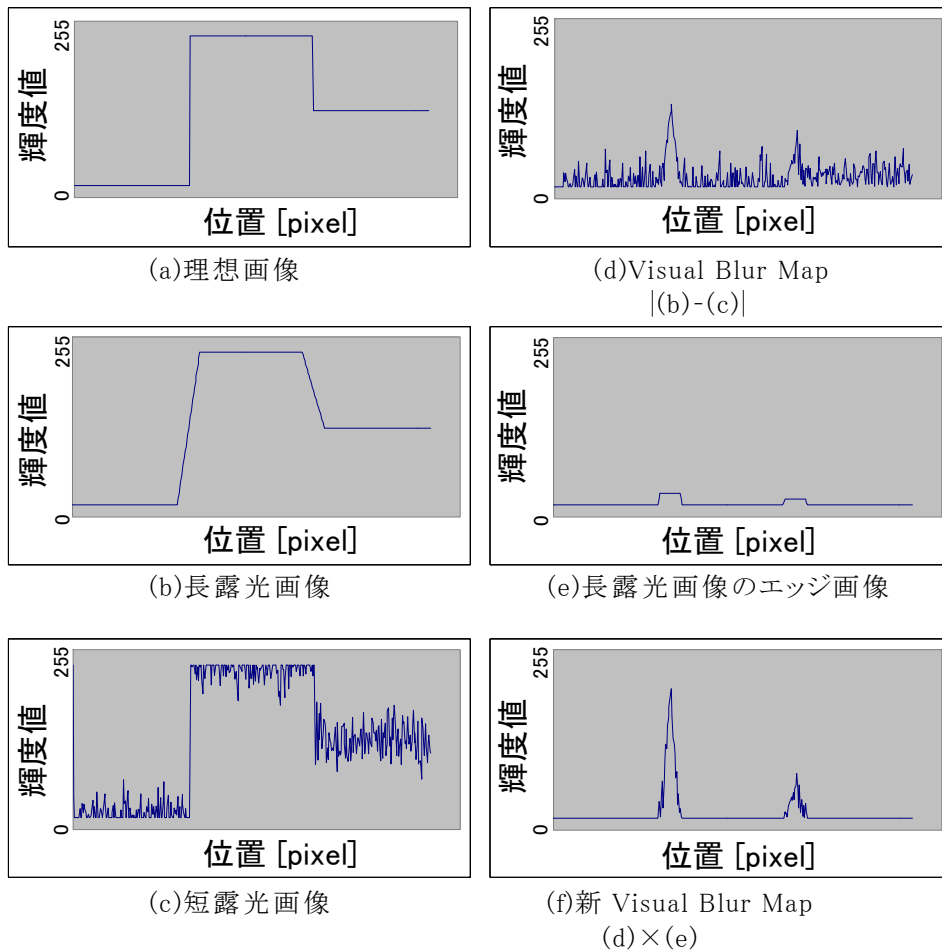 255
輝度値
0
位置 [pixel]
(a)理想画像
255
輝度値
0
位置 [pixel]
(d)Visual Blur Map
|(b)-(c)|
255
輝度値
0
位置 [pixel]
(b)長露光画像
255
輝度値
0
位置 [pixel]
(e)長露光画像のエッジ画像
255
輝度値
0
位置 [pixel]
(c)短露光画像
255
輝度値
0
位置 [pixel]
(f)新 Visual Blur Map
(d)×(e)